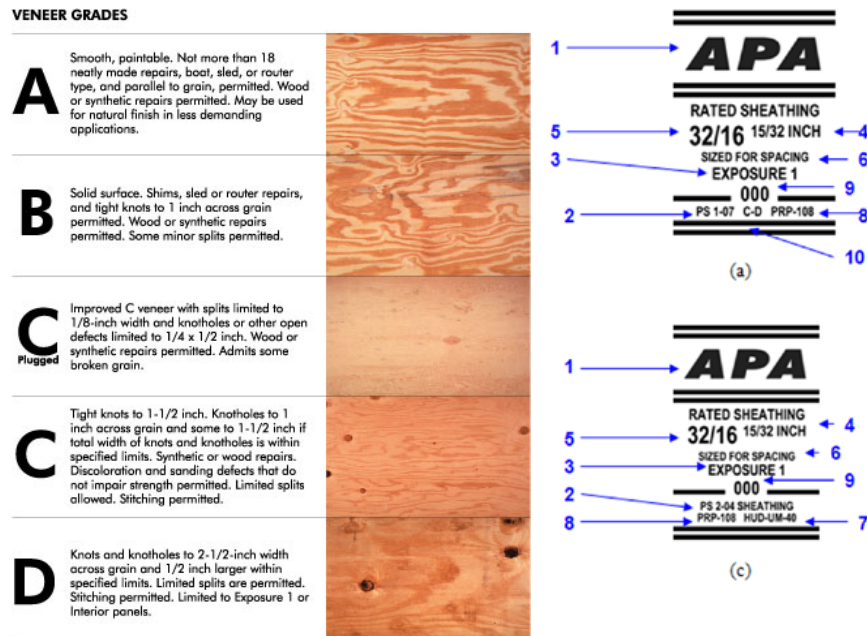 VENEER GRADES
A
Smooth, paintable. Not more than 18
neatly made repairs, boat, sled, or router
type, and parallel to grain, permitted. Wood
or synthetic repairs permitted. May be used
for natural finish in less demanding
applications.
B
Solid surface. Shims, sled or router repairs,
and tight knots to 1 inch across grain
permitted. Wood or synthetic repairs
permitted. Some minor splits permitted.
C
Plugged
Improved C veneer with splits limited to
1/8-inch width and knotholes or other open
defects limited to 1/4 x 1/2 inch. Wood or
synthetic repairs permitted. Admits some
broken grain.
C
Tight knots to 1-1/2 inch. Knotholes to 1
inch across grain and some to 1-1/2 inch if
total width of knots and knotholes is within
specified limits. Synthetic or wood repairs.
Discoloration and sanding defects that do
not impair strength permitted. Limited splits
allowed. Stitching permitted.
D
Knots and knotholes to 2-1/2-inch width
across grain and 1/2 inch larger within
specified limits. Limited splits are permitted.
Stitching permitted. Limited to Exposure 1 or
Interior panels.
1 APA
RATED SHEATHING
5 32/16 15/32 INCH 4
SIZED FOR SPACING 6
3 EXPOSURE 1
000 9
2 PS 1-07 C-D PRP-108 8
10
(a)
1 APA
RATED SHEATHING 4
5 32/16 15/32 INCH
SIZED FOR SPACING 6
3 EXPOSURE 1
000 9
2 PS 2-04 SHEATHING
8 PRP-108 HUD-UM-40 7
(c)